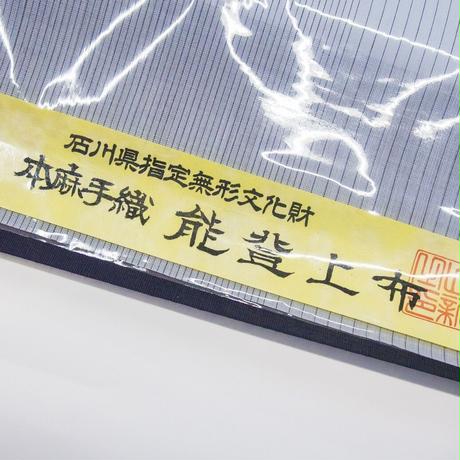 石川県指定無形文化財
本麻手織 能登上布